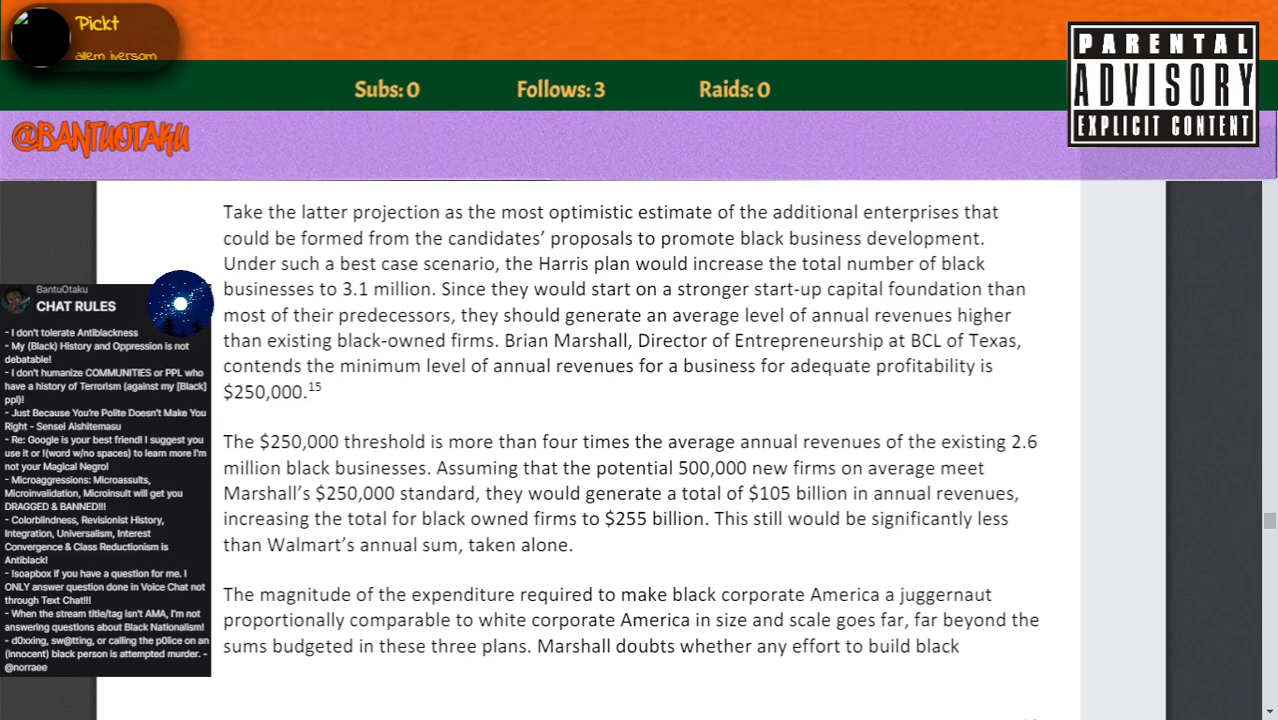 Pickt
allem iversom
PARENTAL
ADVISORY
EXPLICIT CONTENT
Subs: 0
Follows: 3
Raids: 0
@BANTUOTAKU
Take the latter projection as the most optimistic estimate of the additional enterprises that
could be formed from the candidates’ proposals to promote black business development.
Under such a best case scenario, the Harris plan would increase the total number of black
businesses to 3.1 million. Since they would start on a stronger start-up capital foundation than
most of their predecessors, they should generate an average level of annual revenues higher
than existing black-owned firms. Brian Marshall, Director of Entrepreneurship at BCL of Texas,
contends the minimum level of annual revenues for a business for adequate profitability is
$250,000.15
The $250,000 threshold is more than four times the average annual revenues of the existing 2.6
million black businesses. Assuming that the potential 500,000 new firms on average meet
Marshall’s $250,000 standard, they would generate a total of $105 billion in annual revenues,
increasing the total for black owned firms to $255 billion. This still would be significantly less
than Walmart’s annual sum, taken alone.
The magnitude of the expenditure required to make black corporate America a juggernaut
proportionally comparable to white corporate America in size and scale goes far, far beyond the
sums budgeted in these three plans. Marshall doubts whether any effort to build black
BantuOtaku
CHAT RULES
- I don't tolerate Antiblackness
- My (Black) History and Oppression is not
debatable!
- I don't humanize COMMUNITIES or PPL who
have a history of Terrorism (against my [Black]
ppl)!
- Just Because You're Polite Doesn't Make You
Right - Sensei Aishitemasu
- Re: Google is your best friend! I suggest you
use it or !(word w/no spaces) to learn more I'm
not your Magical Negro!
- Microaggressions: Microassults,
Microinvalidation, Microinsult will get you
DRAGGED & BANNED!!!
- Colorblindness, Revisionist History,
Integration, Universalism, Interest
Convergence & Class Reductionism is
Antiblack!
- !soapbox if you have a question for me. I
ONLY answer question done in Voice Chat not
through Text Chat!!!
- When the stream title/tag isn't AMA, I'm not
answering questions about Black Nationalism!
- d0xxing, sw@tting, or calling the p0lice on an
(innocent) black person is attempted murder. -
@norraee